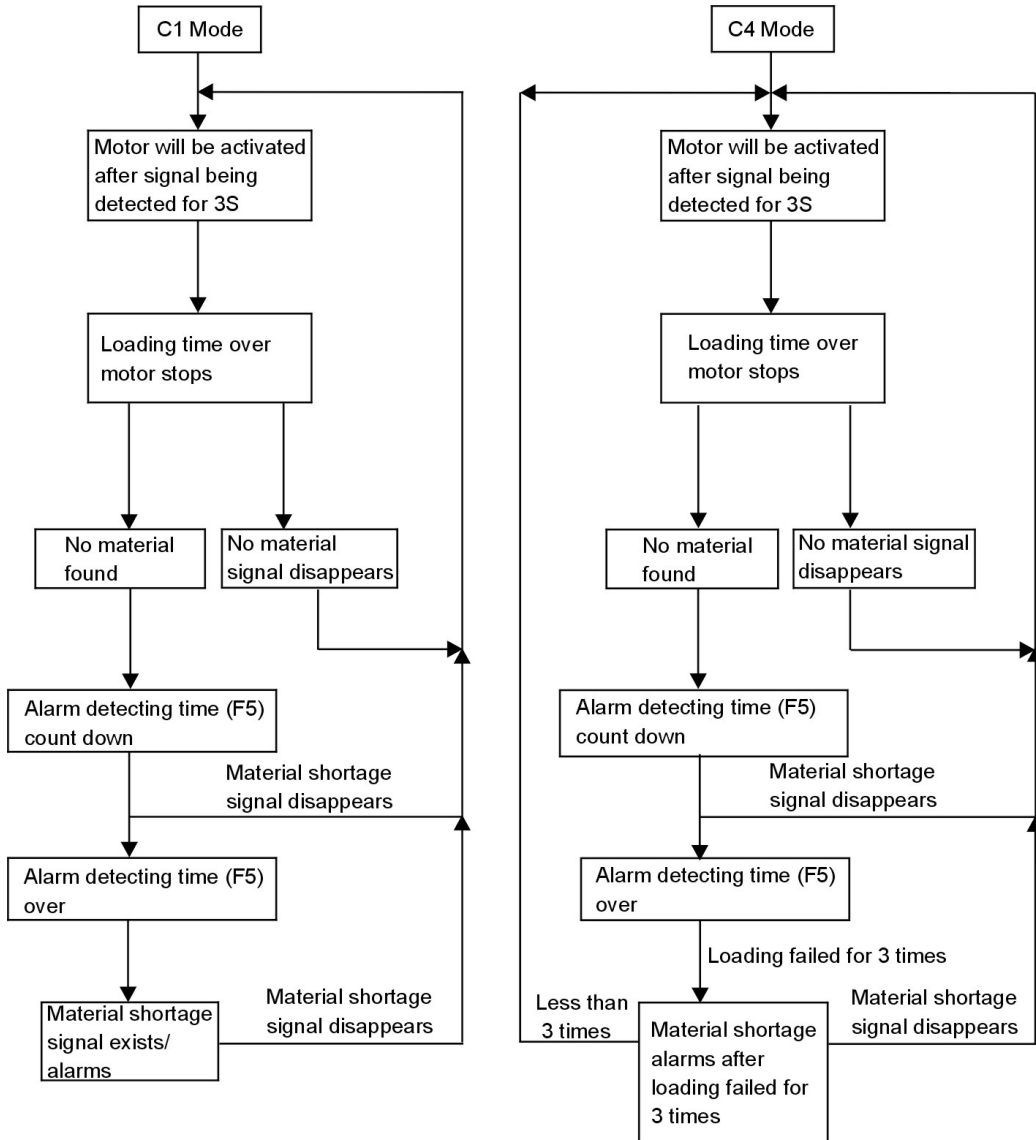 C1 Mode
Motor will be activated
after signal being
detected for 3S
Loading time over
motor stops
No material
found
No material
signal disappears
Alarm detecting time (F5)
count down
Material shortage
signal disappears
Alarm detecting time (F5)
over
Material shortage
signal exists/
alarms
Material shortage
signal disappears
C4 Mode
Motor will be activated
after signal being
detected for 3S
Loading time over
motor stops
No material
found
No material signal
disappears
Alarm detecting time (F5)
count down
Material shortage
signal disappears
Alarm detecting time (F5)
over
Loading failed for 3 times
Less than
3 times
Material shortage
alarms after
loading failed for
3 times
Material shortage
signal disappears